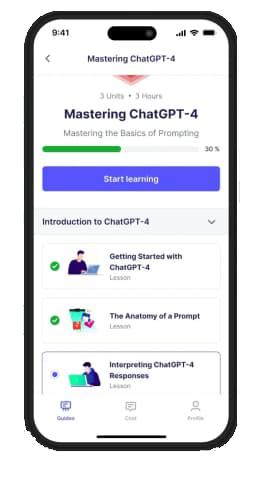 9:41
Mastering ChatGPT-4
3 Units • 3 Hours
Mastering ChatGPT-4
Mastering the Basics of Prompting
30 %
Start learning
Introduction to ChatGPT-4
Getting Started with
ChatGPT-4
Lesson
The Anatomy of a Prompt
Lesson
Interpreting ChatGPT-4
Responses
Lesson
Guides
Chat
Profile